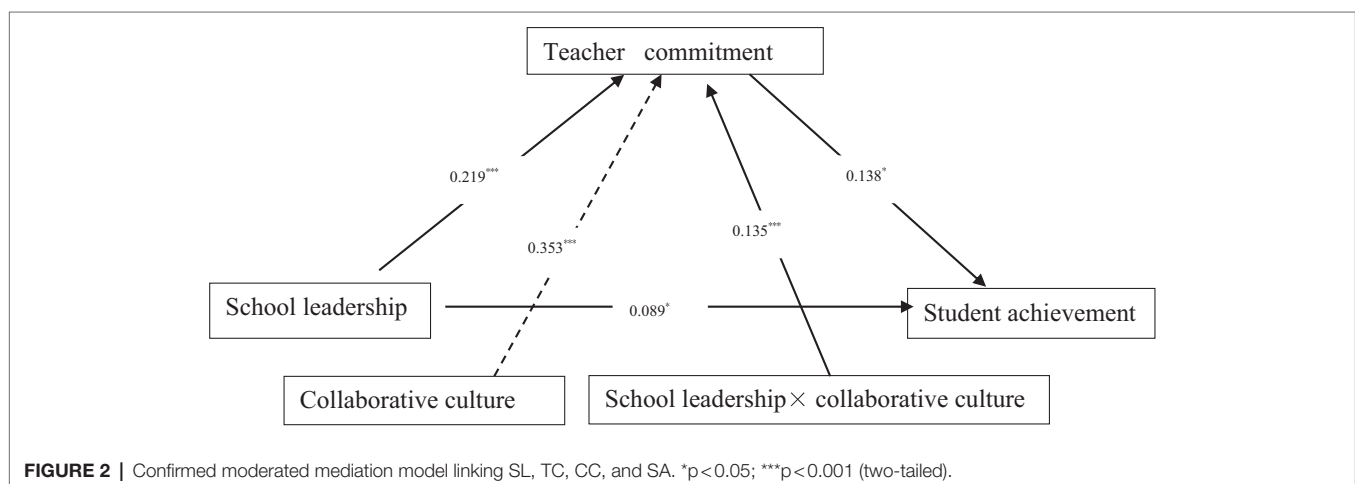 Teacher commitment
0.219***
0.138*
0.353***
0.135***
School leadership
0.089*
Student achievement
Collaborative culture
School leadership× collaborative culture
FIGURE 2 | Confirmed moderated mediation model linking SL, TC, CC, and SA. *p<0.05; ***p<0.001 (two-tailed).